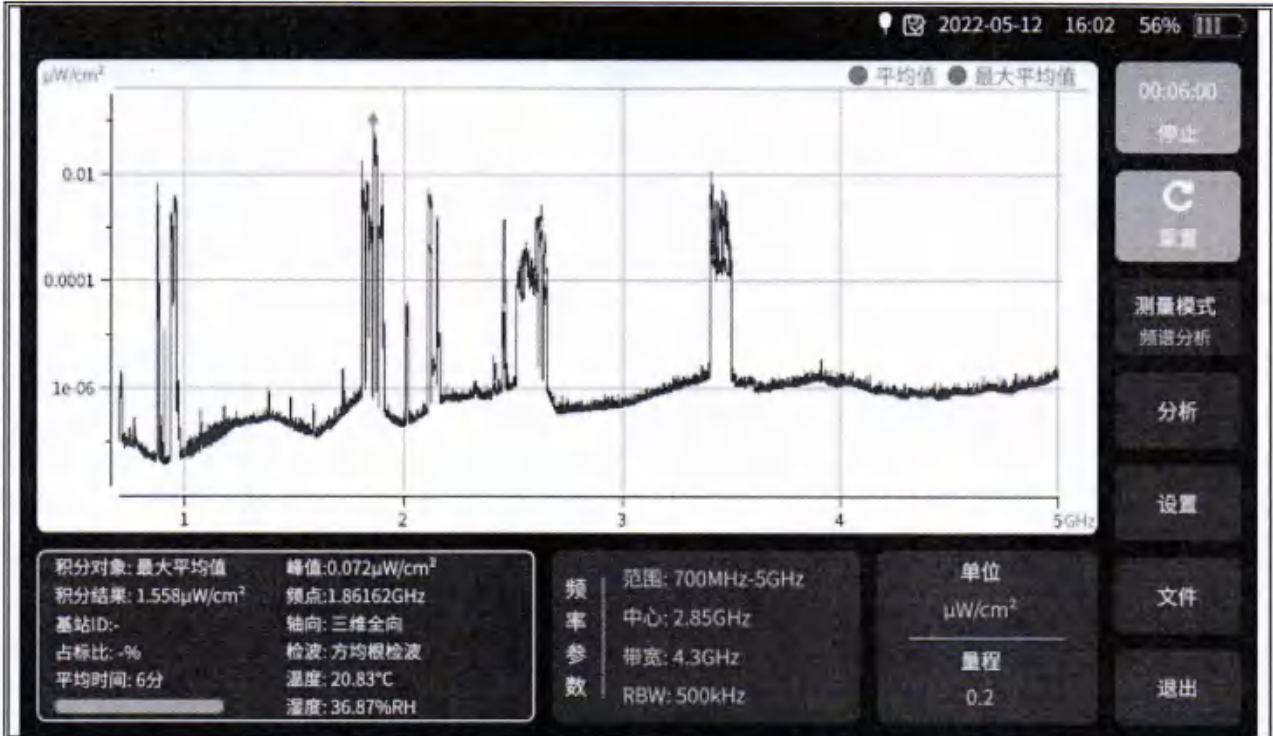 2022-05-12 16:02 56%
μW/cm²
平均值 最大平均值
0.01
0.0001
1e-06
1 2 3 4 5GHz
00:06:00
停止
重置
测量模式
频谱分析
分析
设置
文件
退出
积分对象: 最大平均值
积分结果: 1.558μW/cm²
基站ID:-
占标比: -%
平均时间: 6分
峰值:0.072μW/cm²
频点:1.86162GHz
轴向: 三维全向
检波: 方均根检波
温度: 20.83°C
湿度: 36.87%RH
频率参数
范围: 700MHz-5GHz
中心: 2.85GHz
带宽: 4.3GHz
RBW: 500kHz
单位
μW/cm²
量程
0.2